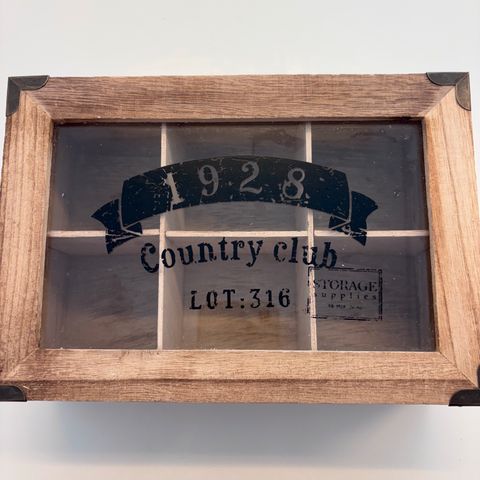 1928
Country club
LOT:316
STORAGE
supplies